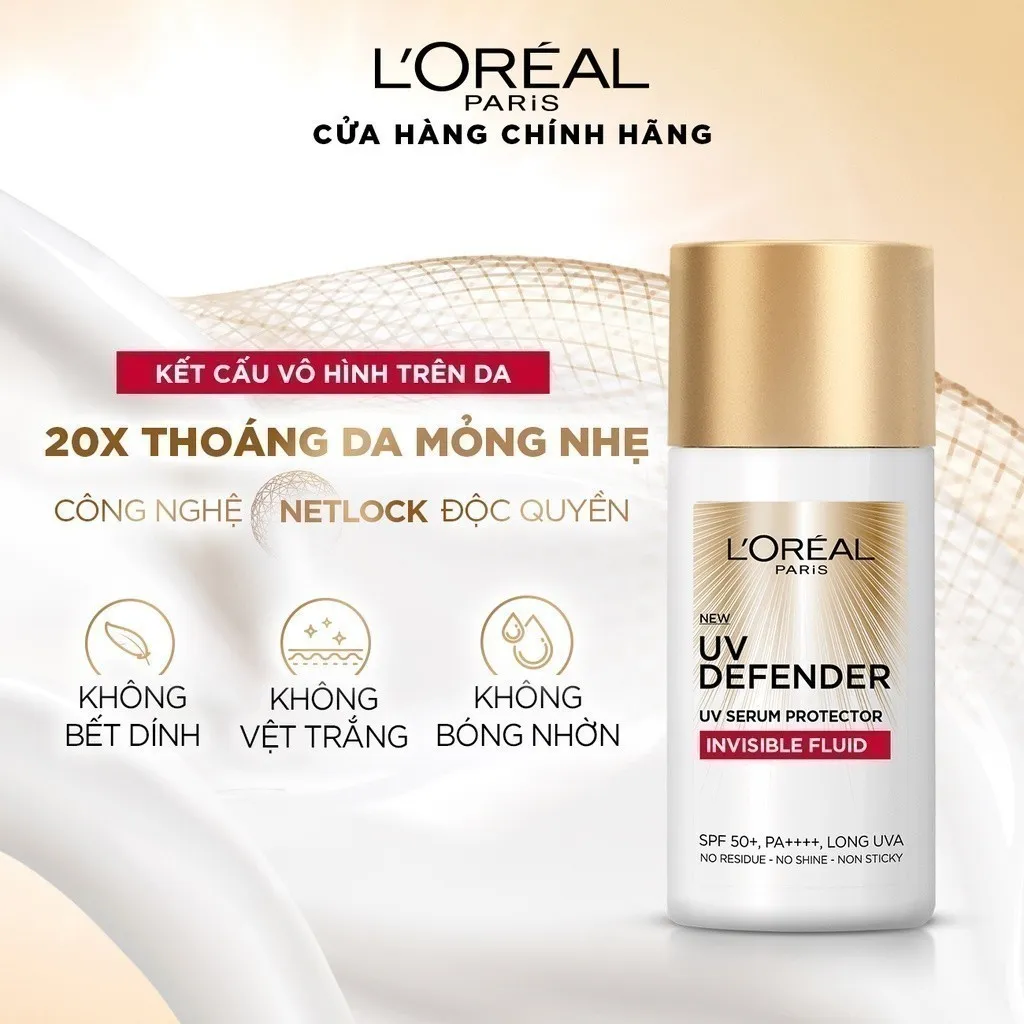 L'ORÉAL
PARiS
CỬA HÀNG CHÍNH HÃNG
KẾT CẤU VÔ HÌNH TRÊN DA
20X THOÁNG DA MỎNG NHẸ
CÔNG NGHỆ NETLOCK ĐỘC QUYỀN
KHÔNG
BẾT DÍNH
KHÔNG
VỆT TRẮNG
KHÔNG
BÓNG NHỜN
L'ORÉAL
PARiS
NEW
UV
DEFENDER
UV SERUM PROTECTOR
INVISIBLE FLUID
SPF 50+, PA++++, LONG UVA
NO RESIDUE - NO SHINE - NON STICKY